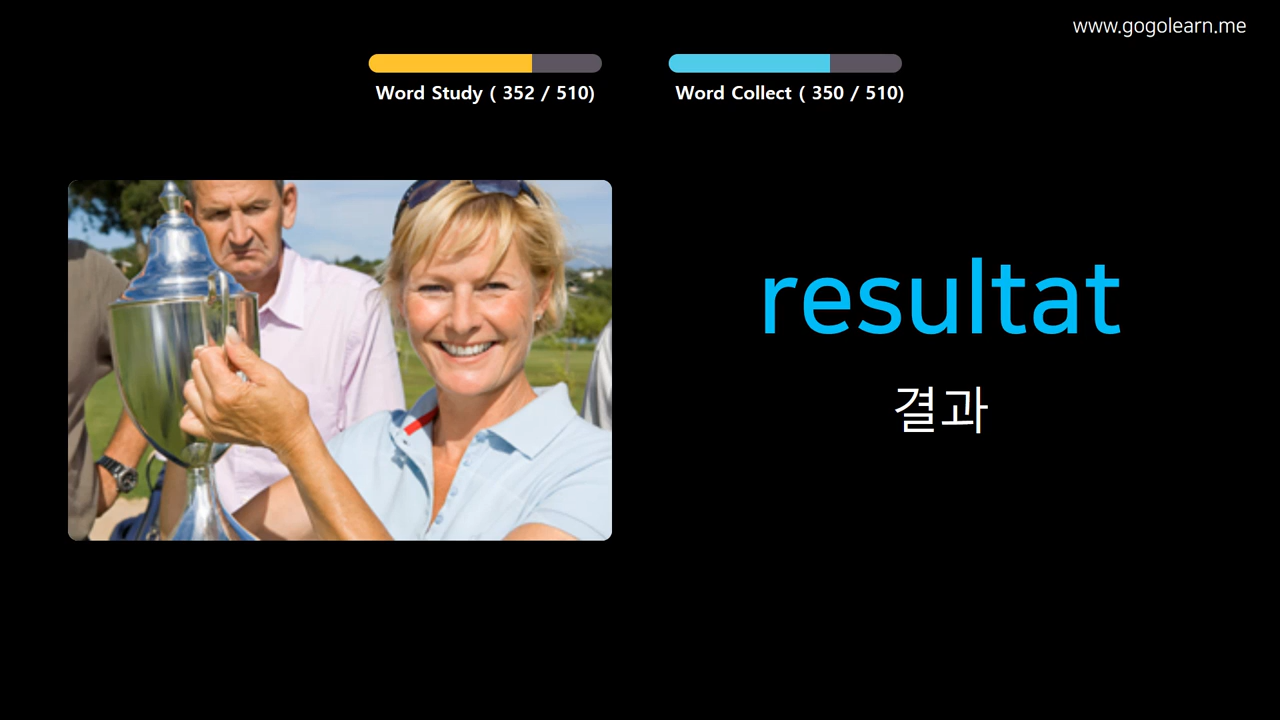 www.gogolearn.me
Word Study ( 352 / 510)
Word Collect ( 350 / 510)
resultat
결과